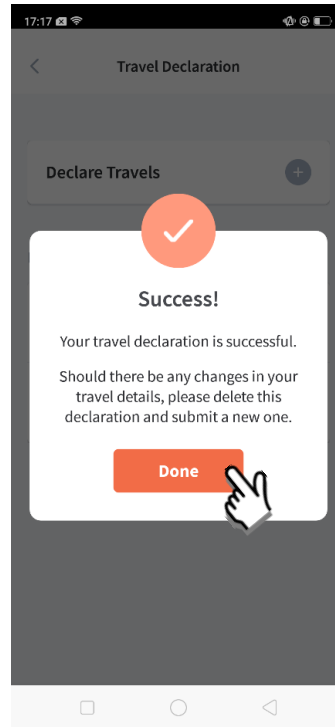 17:17
Travel Declaration
Declare Travels
Success!
Your travel declaration is successful.
Should there be any changes in your
travel details, please delete this
declaration and submit a new one.
Done